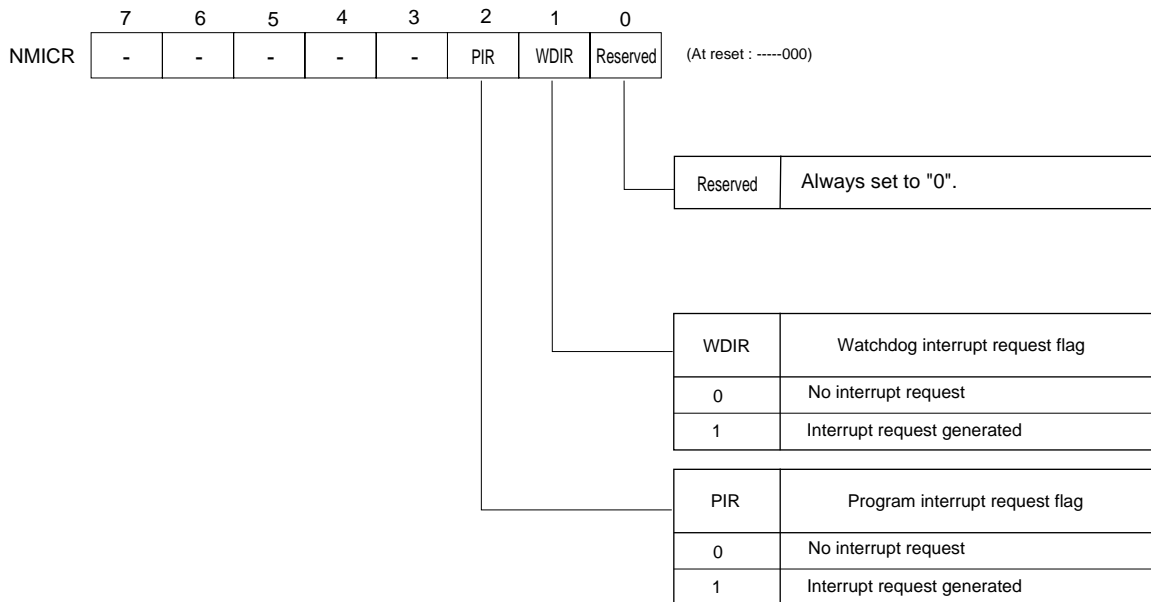 7 6 5 4 3 2 1 0
NMICR - - - - - PIR WDIR Reserved (At reset : -----000)
Reserved Always set to "0".
WDIR Watchdog interrupt request flag
0 No interrupt request
1 Interrupt request generated
PIR Program interrupt request flag
0 No interrupt request
1 Interrupt request generated